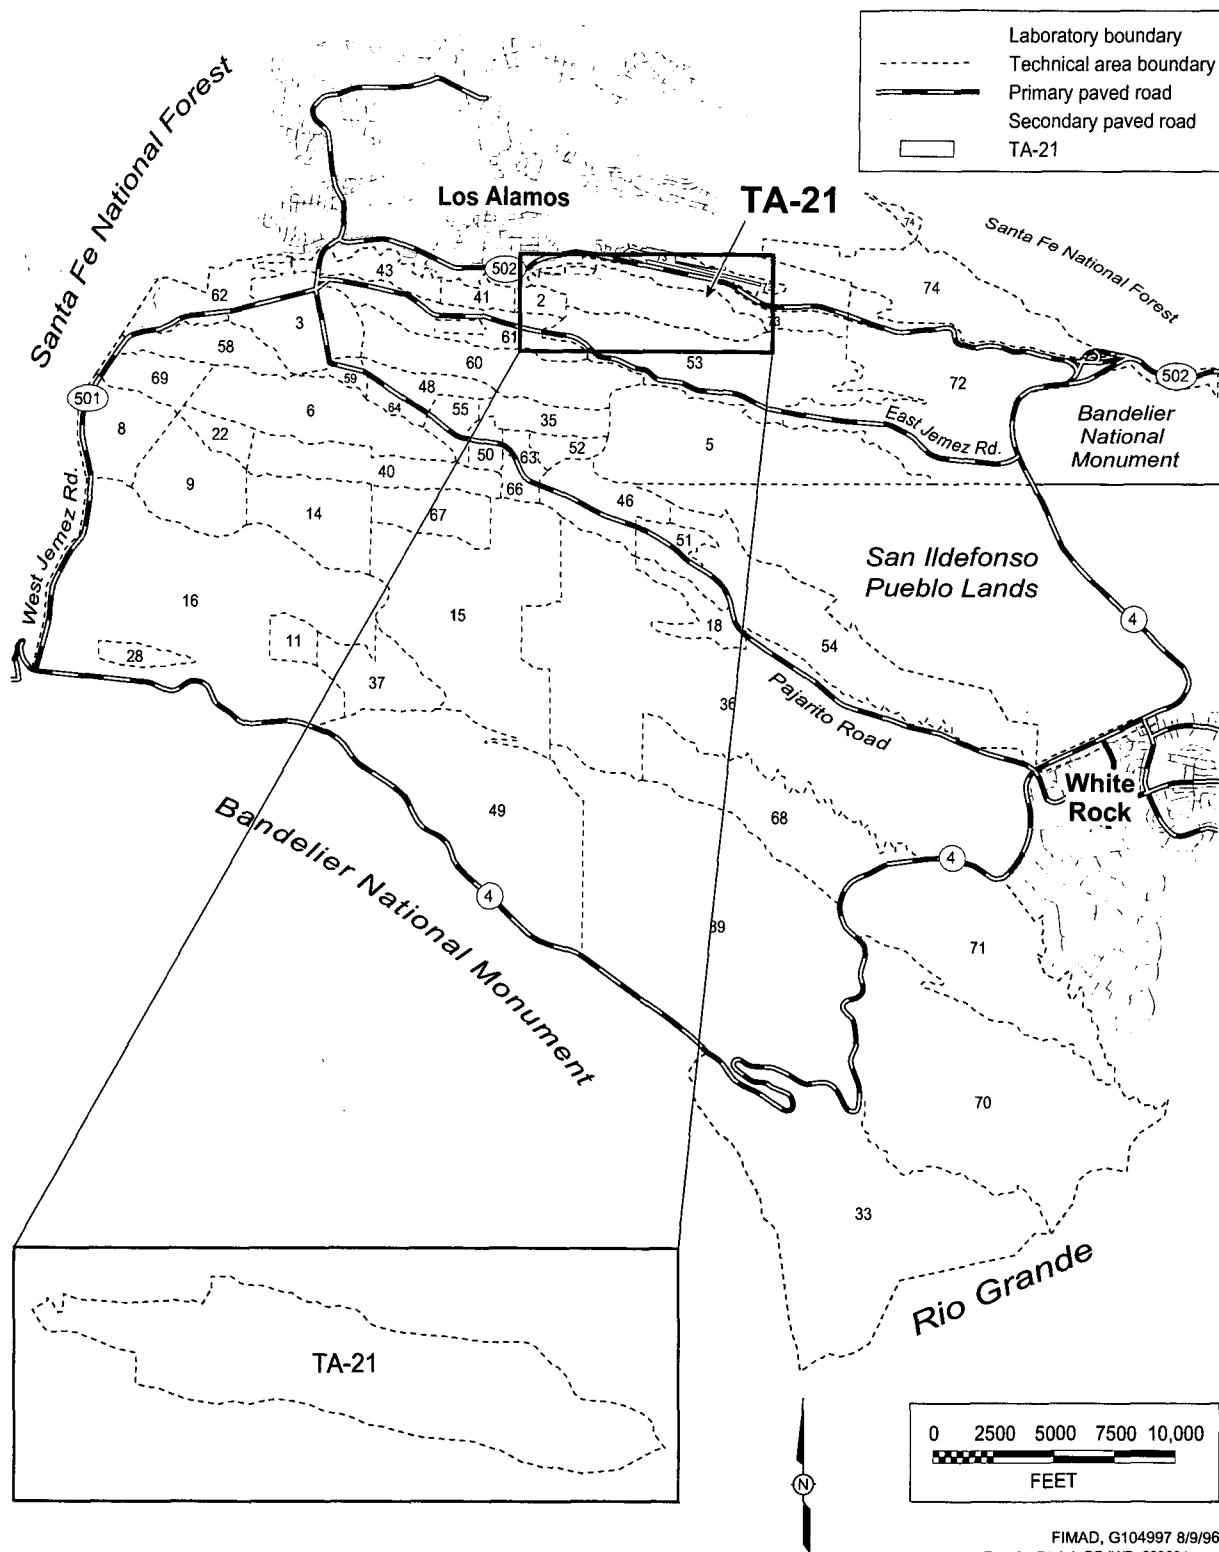 Laboratory boundary
Technical area boundary
Primary paved road
Secondary paved road
TA-21
Santa Fe National Forest
Los Alamos
TA-21
Santa Fe National Forest
74
74
73
502
43
41
2
73
73
62
3
61
53
72
502
58
60
69
59
48
501
64
55
35
East Jemez Rd.
Bandelier
National
Monument
8
6
22
50
63
52
5
9
40
66
46
West Jemez Rd.
14
67
51
San Ildefonso
Pueblo Lands
16
15
18
4
11
54
28
37
36
Pajarito Road
White
Rock
49
68
Bandelier National Monument
4
4
39
71
70
33
Rio Grande
TA-21
0 2500 5000 7500 10,000
FEET
N
FIMAD, G104997 8/9/96